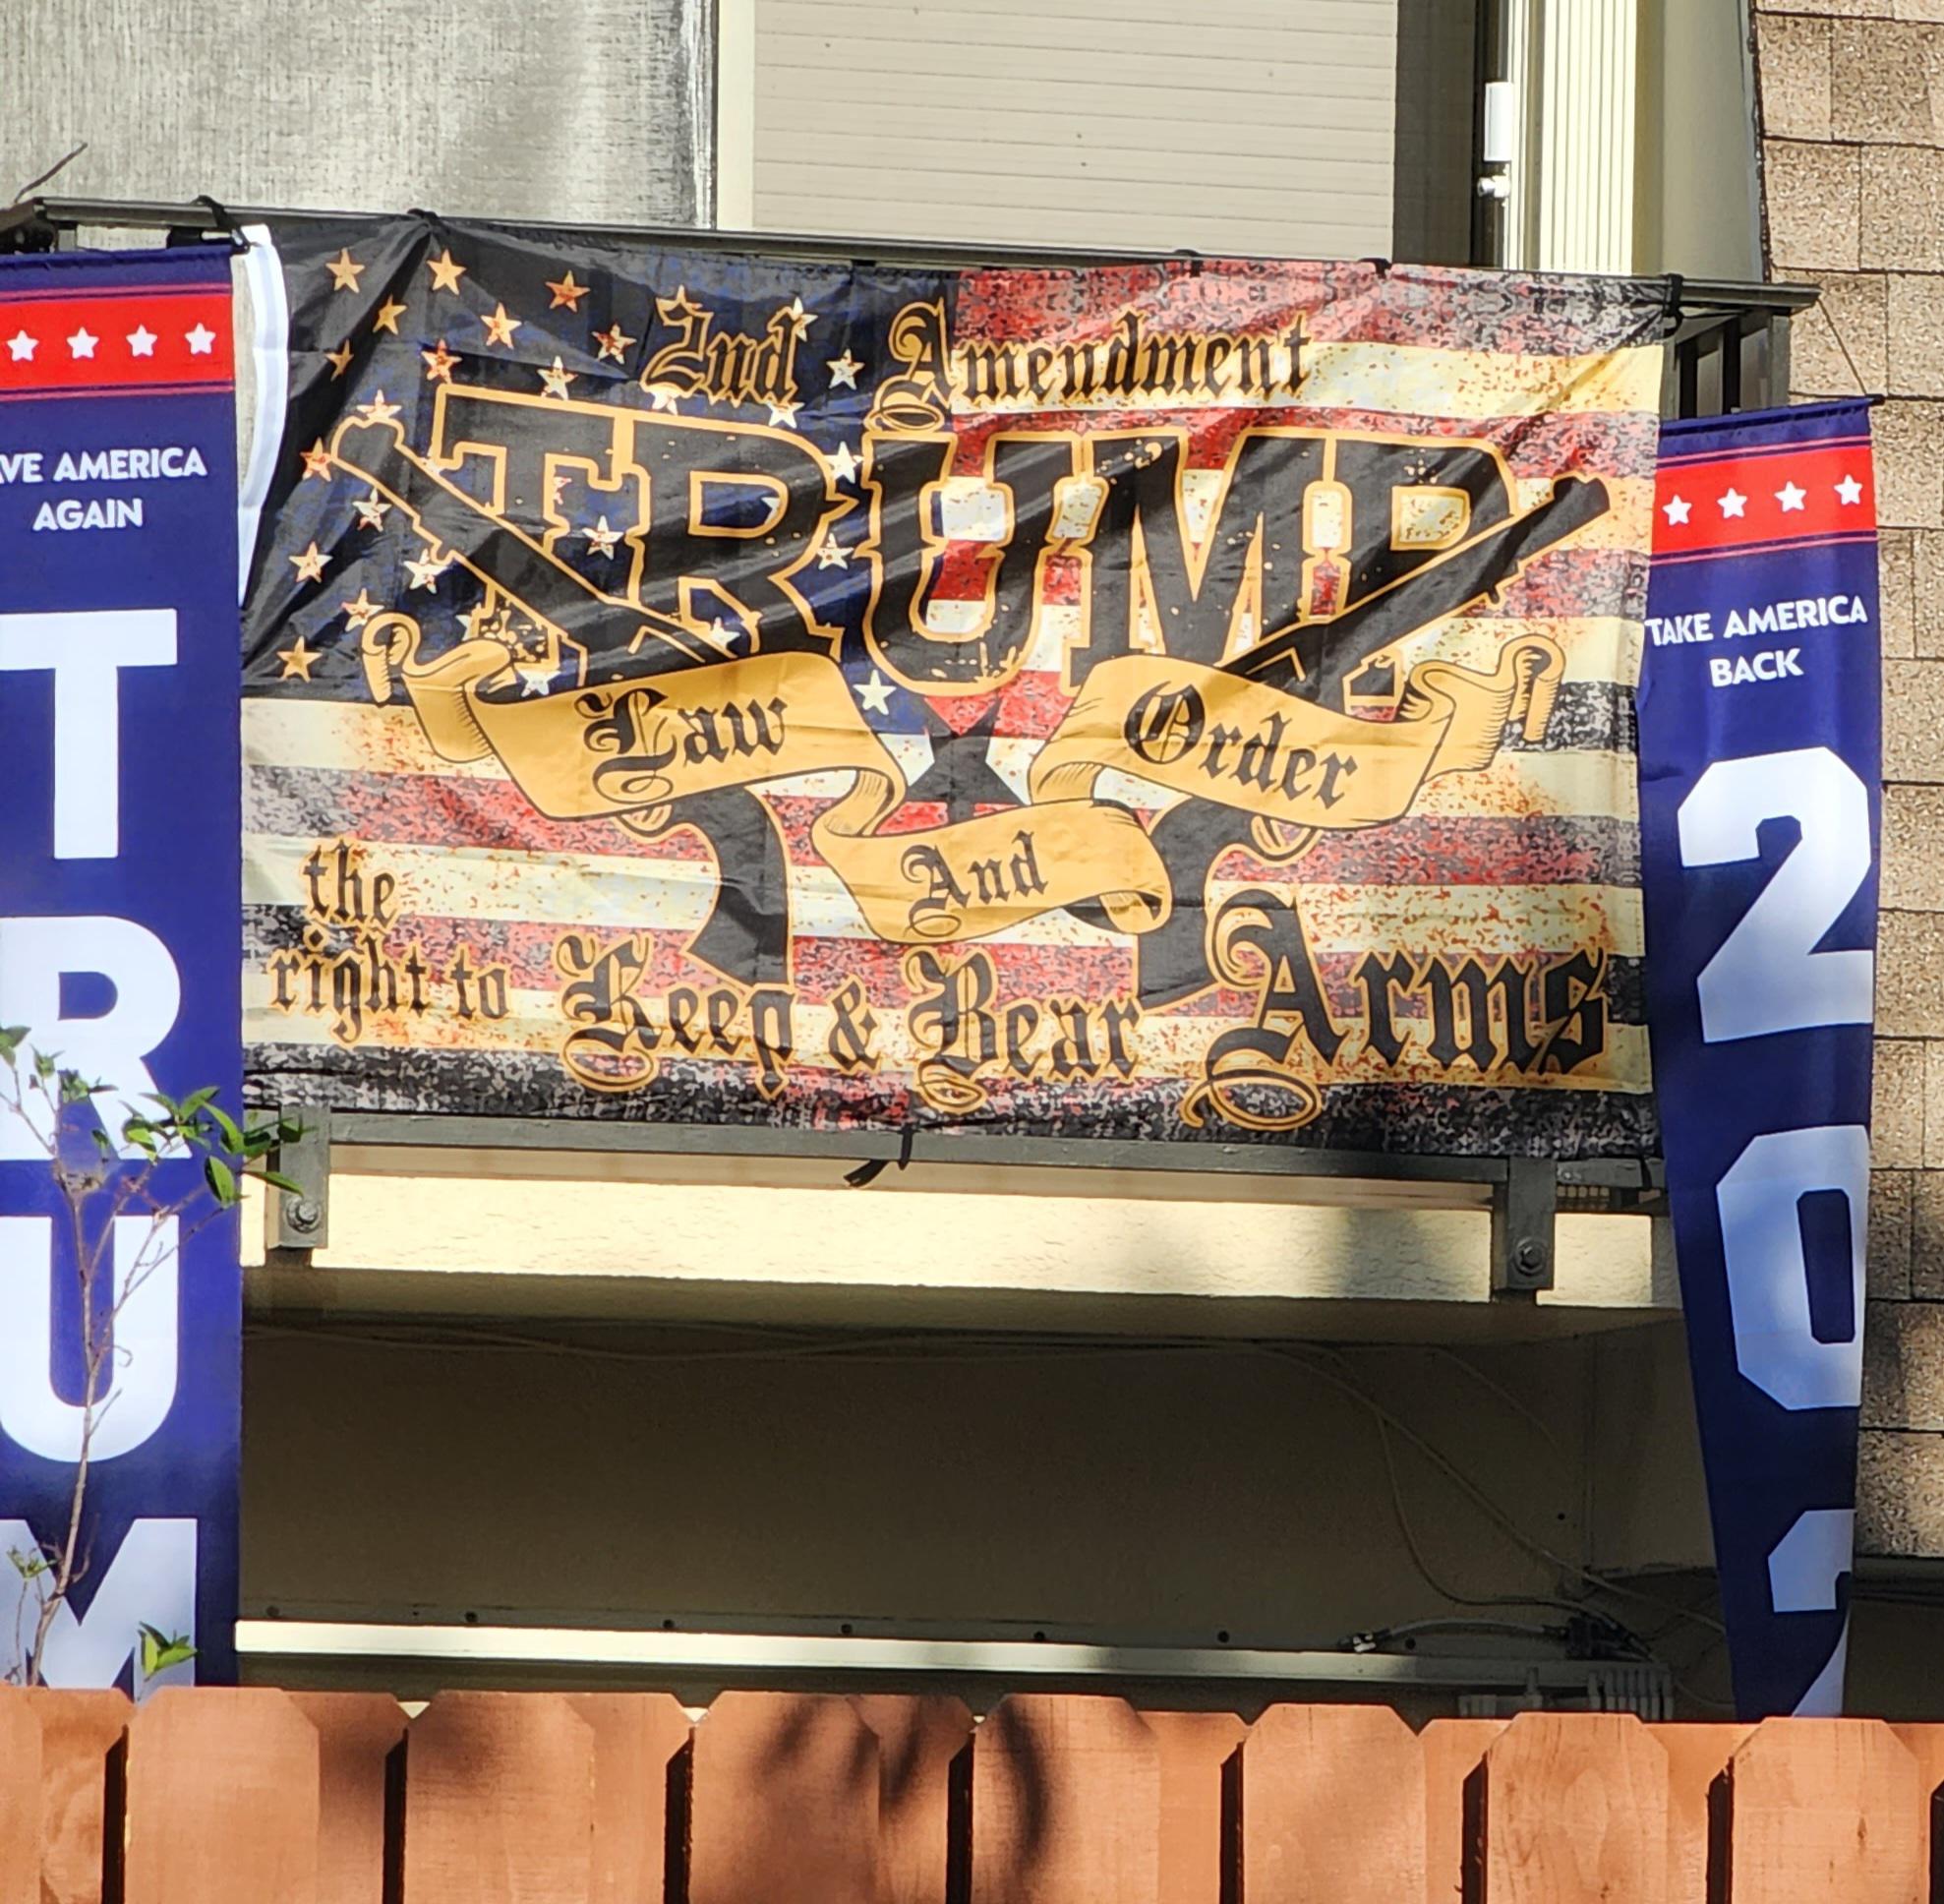 AVE AMERICA
AGAIN
TRUM
2nd Amendment
TRUMP
Law And Order
the
right to Keep & Bear Arms
TAKE AMERICA
BACK
202